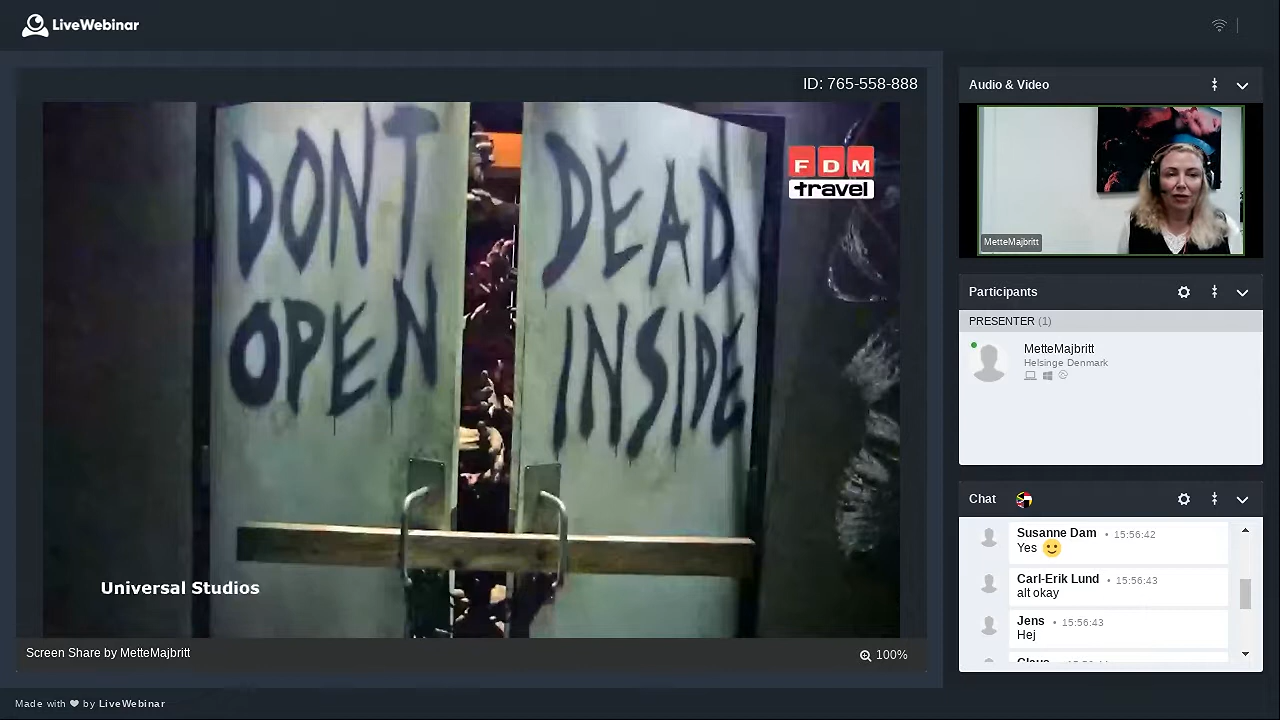 LiveWebinar
ID: 765-558-888
DONT
OPEN
DEAD
INSIDE
FDM
travel
Universal Studios
Screen Share by MetteMajbritt
100%
Made with by LiveWebinar
Audio & Video
MetteMajbritt
Participants
PRESENTER (1)
MetteMajbritt
Helsinge Denmark
Chat
Susanne Dam • 15:56:42
Yes
Carl-Erik Lund • 15:56:43
alt okay
Jens • 15:56:43
Hej